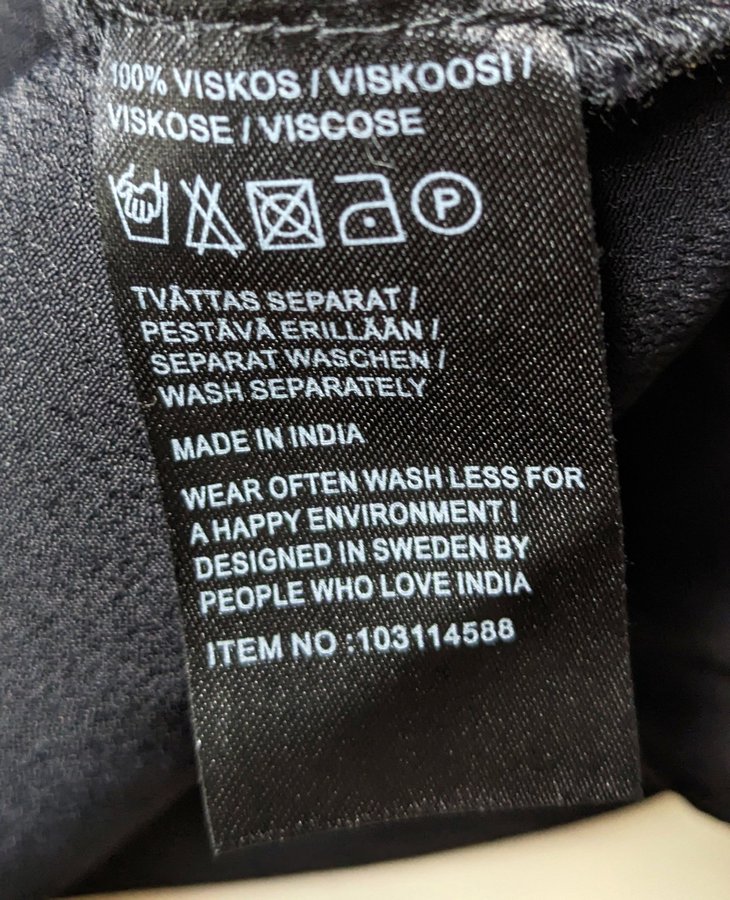 100% VISKOS / VISKOOSI /
VISKOSE / VISCOSE
P
TVÄTTAS SEPARAT /
PESTÄVÄ ERILLÄÄN /
SEPARAT WASCHEN /
WASH SEPARATELY
MADE IN INDIA
WEAR OFTEN WASH LESS FOR
A HAPPY ENVIRONMENT !
DESIGNED IN SWEDEN BY
PEOPLE WHO LOVE INDIA
ITEM NO :103114588